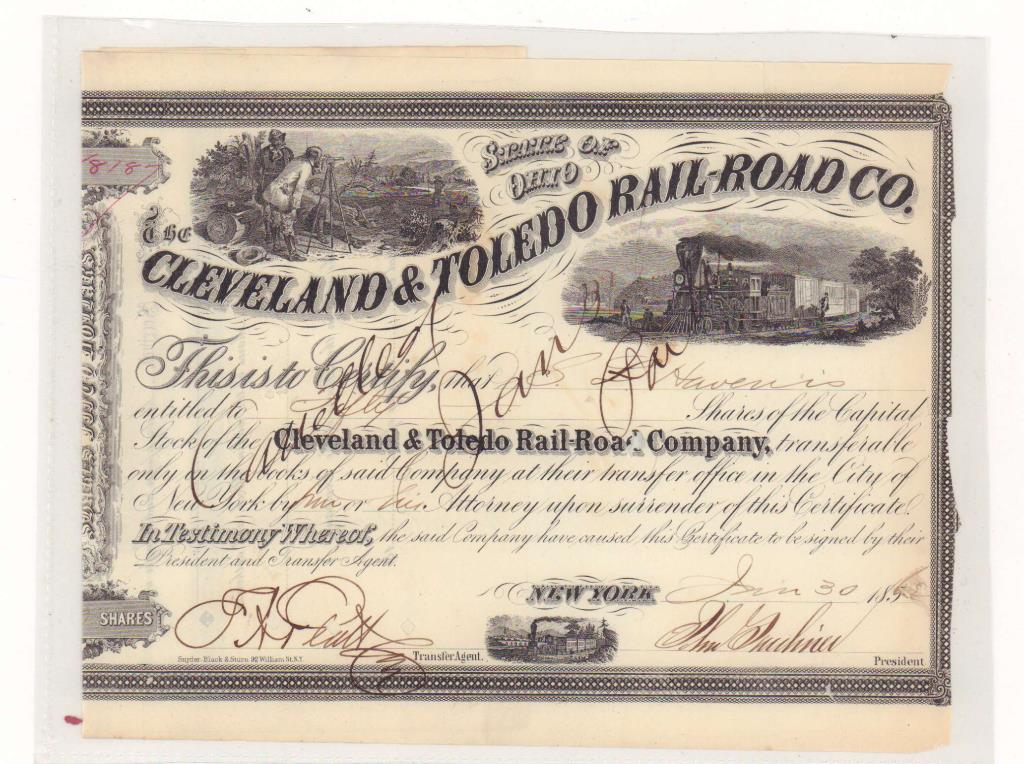 1818
STATE OF
OHIO
THE
CLEVELAND & TOLEDO RAIL-ROAD CO.
This is to Certify, that
entitled to Shares of the Capital
Stock of the Cleveland & Toledo Rail-Road Company, transferable
only on the books of said Company at their transfer office in the City of
New York by him or his Attorney upon surrender of this Certificate.
In Testimony Whereof, the said Company have caused this Certificate to be signed by their
President and Transfer Agent.
NEW YORK 30 185
SHARES
Snyder, Black & Sturn 92 William St. N.Y.
Transfer Agent.
President
Cancelled Jan